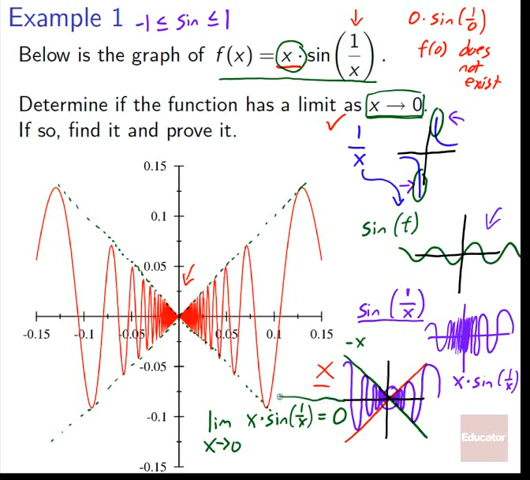 Example 1 -1 ≤ sin ≤ 1
Below is the graph of f(x) = x · sin(1/x).
0 · sin(1/0)
f(0) does
not
exist
Determine if the function has a limit as x → 0.
If so, find it and prove it.
1/x
sin(t)
sin(1/x)
x · sin(1/x)
-x
x
0.15
0.1
0.05
-0.15 -0.1 -0.05 0.05 0.1 0.15
-0.05
-0.1
-0.15
lim x · sin(1/x) = 0
x→0
Educator